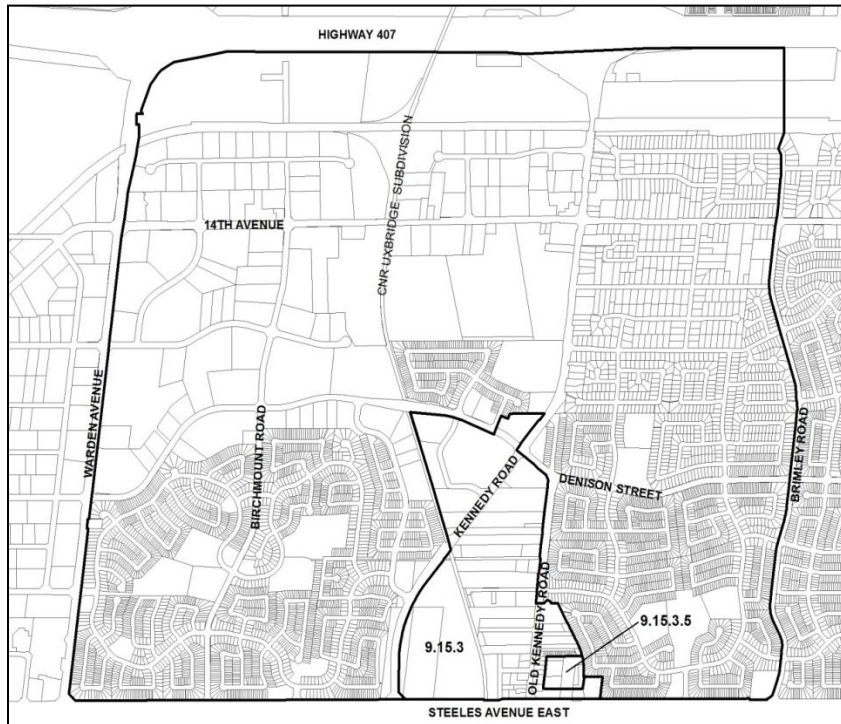 HIGHWAY 407
CNR UXBRIDGE SUBDIVISION
14TH AVENUE
WARDEN AVENUE
BIRCHMOUNT ROAD
KENNEDY ROAD
DENISON STREET
BRIMLEY ROAD
OLD KENNEDY ROAD
9.15.3.5
9.15.3
STEELES AVENUE EAST